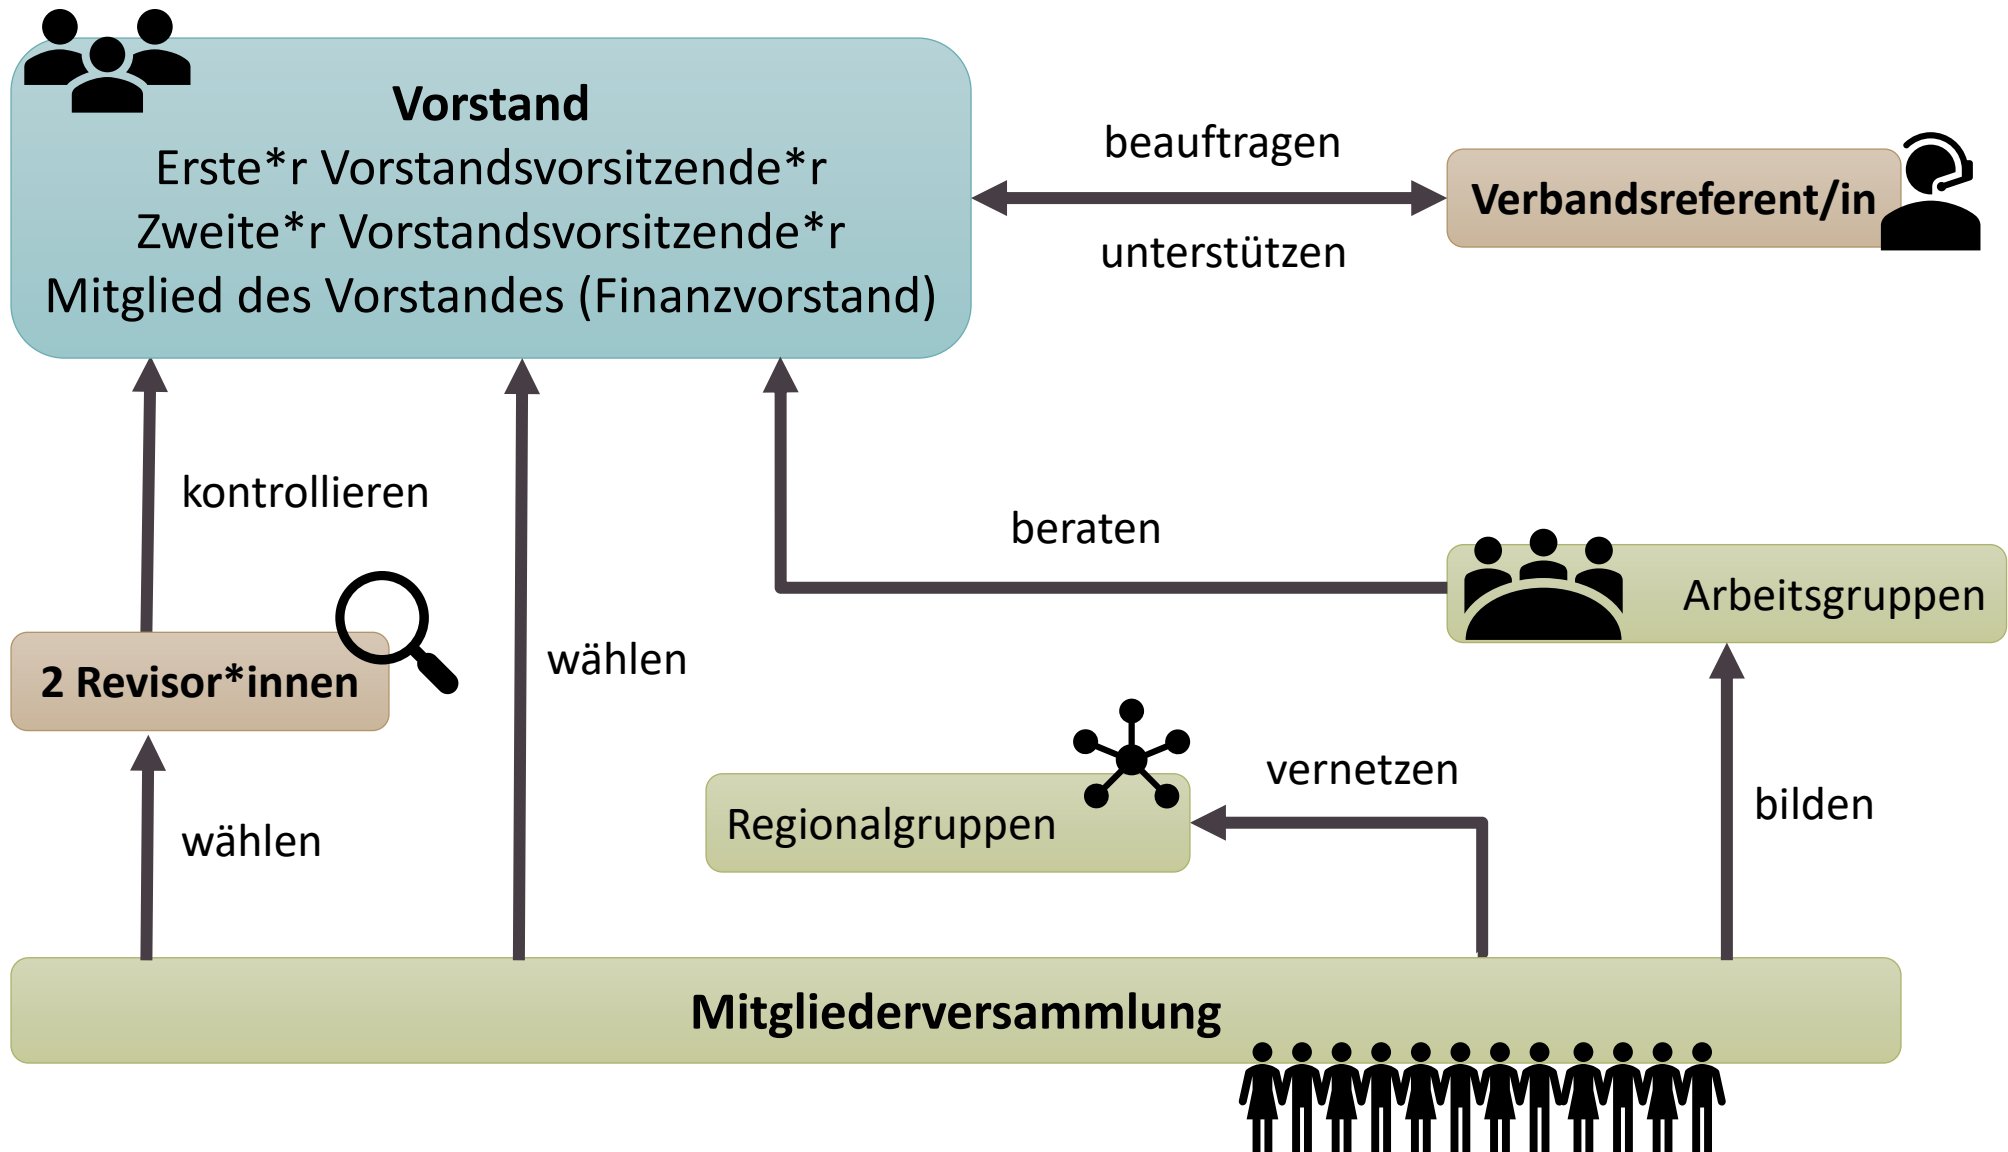 Vorstand
Erste*r Vorstandsvorsitzende*r
Zweite*r Vorstandsvorsitzende*r
Mitglied des Vorstandes (Finanzvorstand)
beauftragen
unterstützen
Verbandsreferent/in
kontrollieren
beraten
Arbeitsgruppen
2 Revisor*innen
wählen
vernetzen
Regionalgruppen
bilden
wählen
Mitgliederversammlung